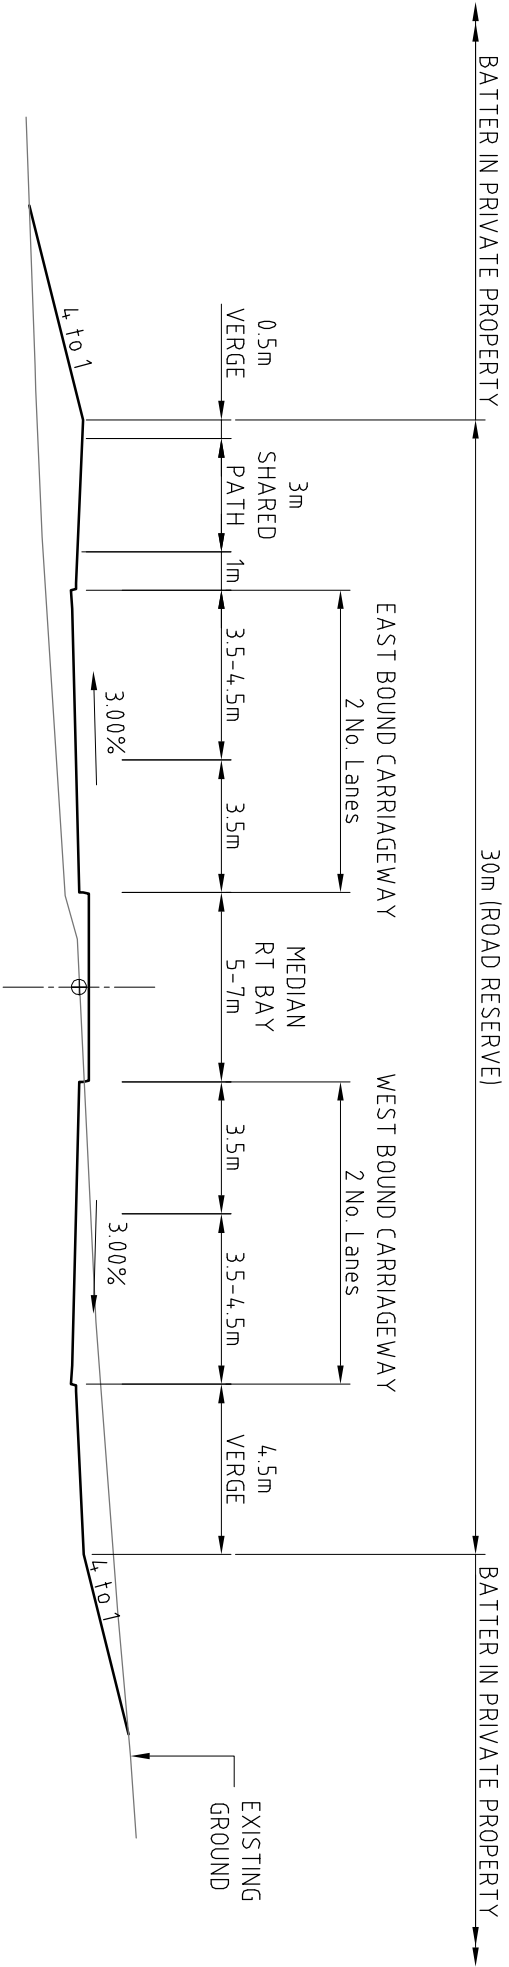 BATTER IN PRIVATE PROPERTY
30m (ROAD RESERVE)
BATTER IN PRIVATE PROPERTY
EAST BOUND CARRIAGEWAY
2 No. Lanes
WEST BOUND CARRIAGEWAY
2 No. Lanes
0.5m
VERGE
3m
SHARED
PATH
1m
3.5-4.5m
3.5m
MEDIAN
RT BAY
5-7m
3.5m
3.5-4.5m
4.5m
VERGE
EXISTING
GROUND
4 to 1
3.00%
3.00%
4 to 1